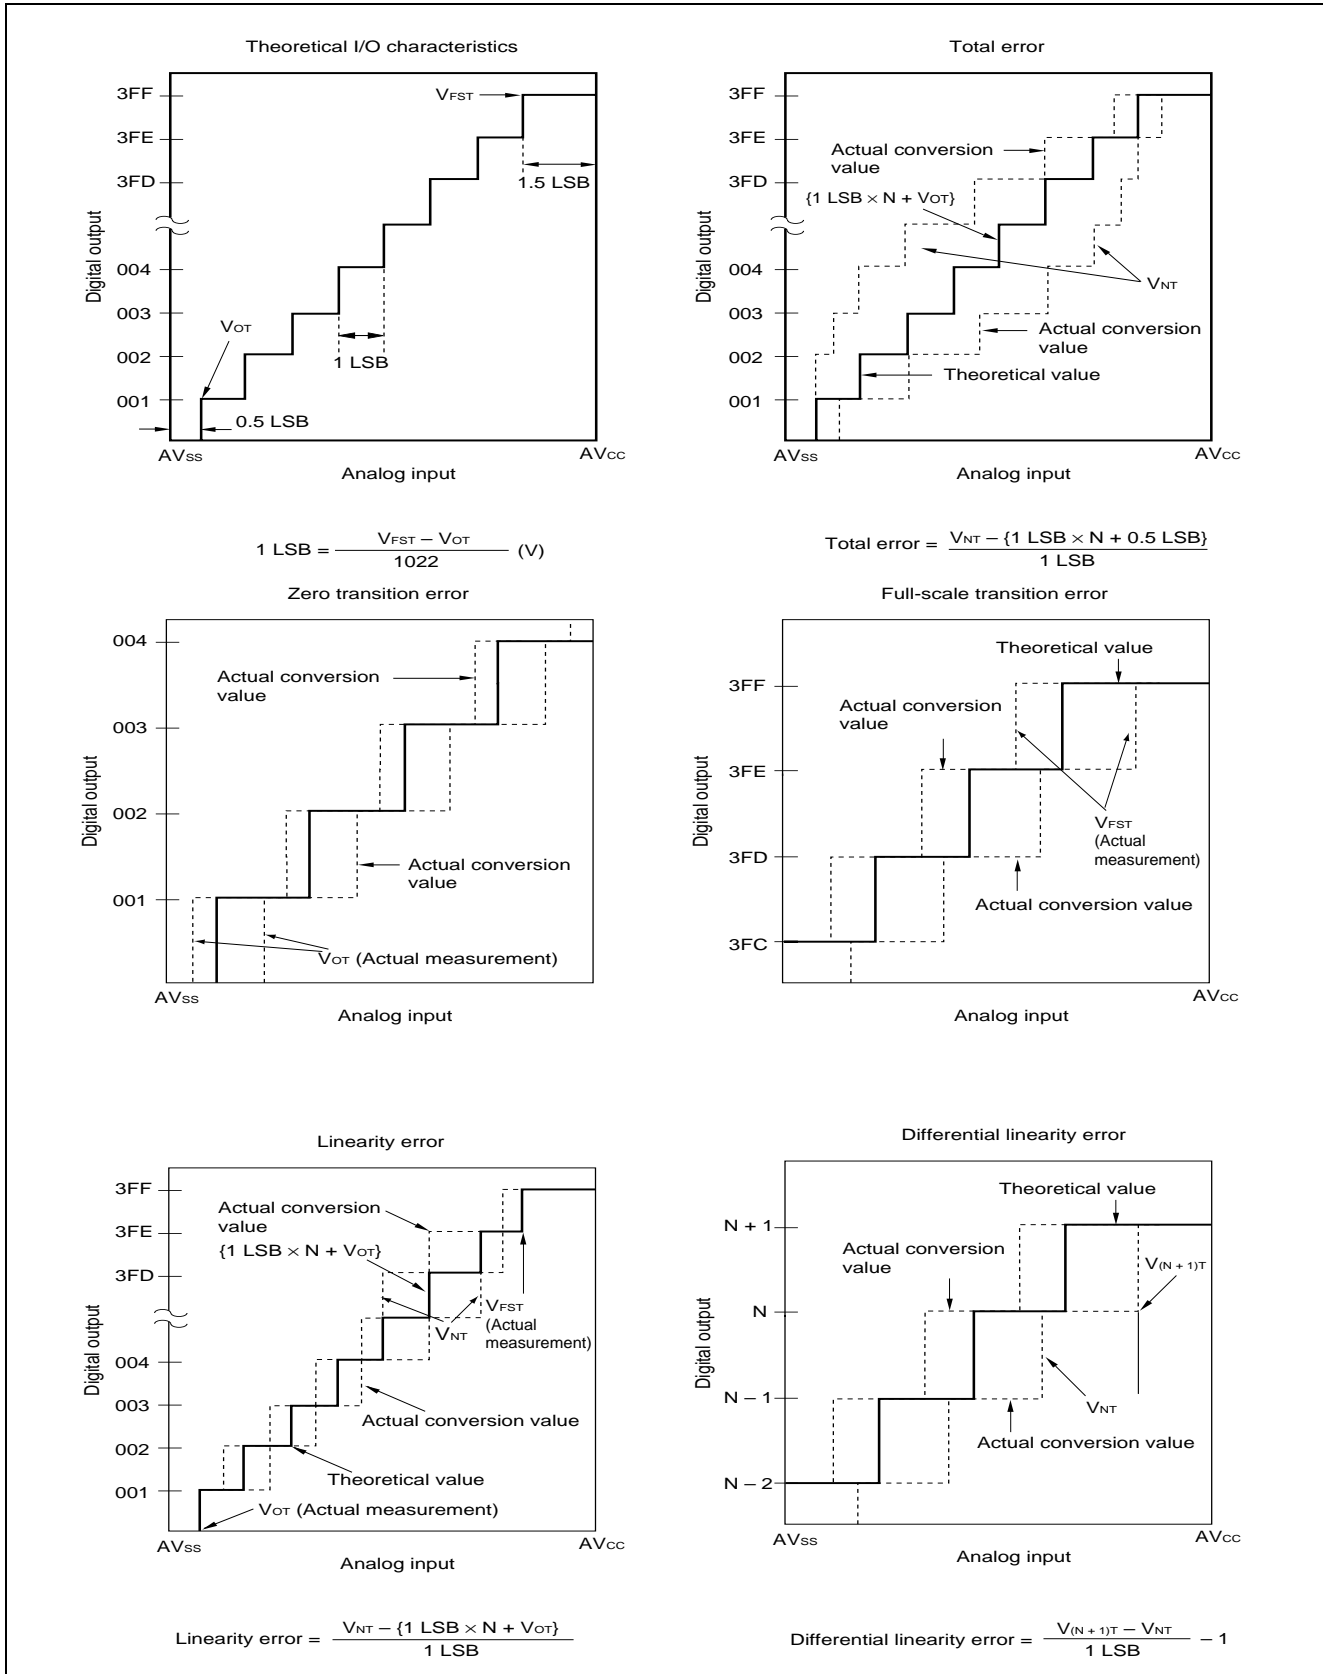 Theoretical I/O characteristics
3FF
3FE
3FD
004
003
002
001
Digital output
VFST
1.5 LSB
VOT
1 LSB
0.5 LSB
AVSS
AVCC
Analog input
1 LSB = VFST – VOT / 1022 (V)
Total error
3FF
3FE
3FD
004
003
002
001
Digital output
Actual conversion
value
{1 LSB × N + VOT}
VNT
Actual conversion
value
Theoretical value
AVSS
AVCC
Analog input
Total error = VNT – {1 LSB × N + 0.5 LSB} / 1 LSB
Zero transition error
004
003
002
001
Digital output
Actual conversion
value
Actual conversion
value
VOT (Actual measurement)
AVSS
Analog input
Full-scale transition error
3FF
3FE
3FD
3FC
Digital output
Theoretical value
Actual conversion
value
VFST
(Actual
measurement)
Actual conversion value
AVCC
Analog input
Linearity error
3FF
3FE
3FD
004
003
002
001
Digital output
Actual conversion
value
{1 LSB × N + VOT}
VFST
(Actual
measurement)
VNT
Actual conversion value
Theoretical value
VOT (Actual measurement)
AVSS
AVCC
Analog input
Linearity error = VNT – {1 LSB × N + VOT} / 1 LSB
Differential linearity error
N + 1
N
N – 1
N – 2
Digital output
Theoretical value
Actual conversion
value
V(N + 1)T
VNT
Actual conversion value
AVSS
AVCC
Analog input
Differential linearity error = V(N + 1)T – VNT / 1 LSB – 1